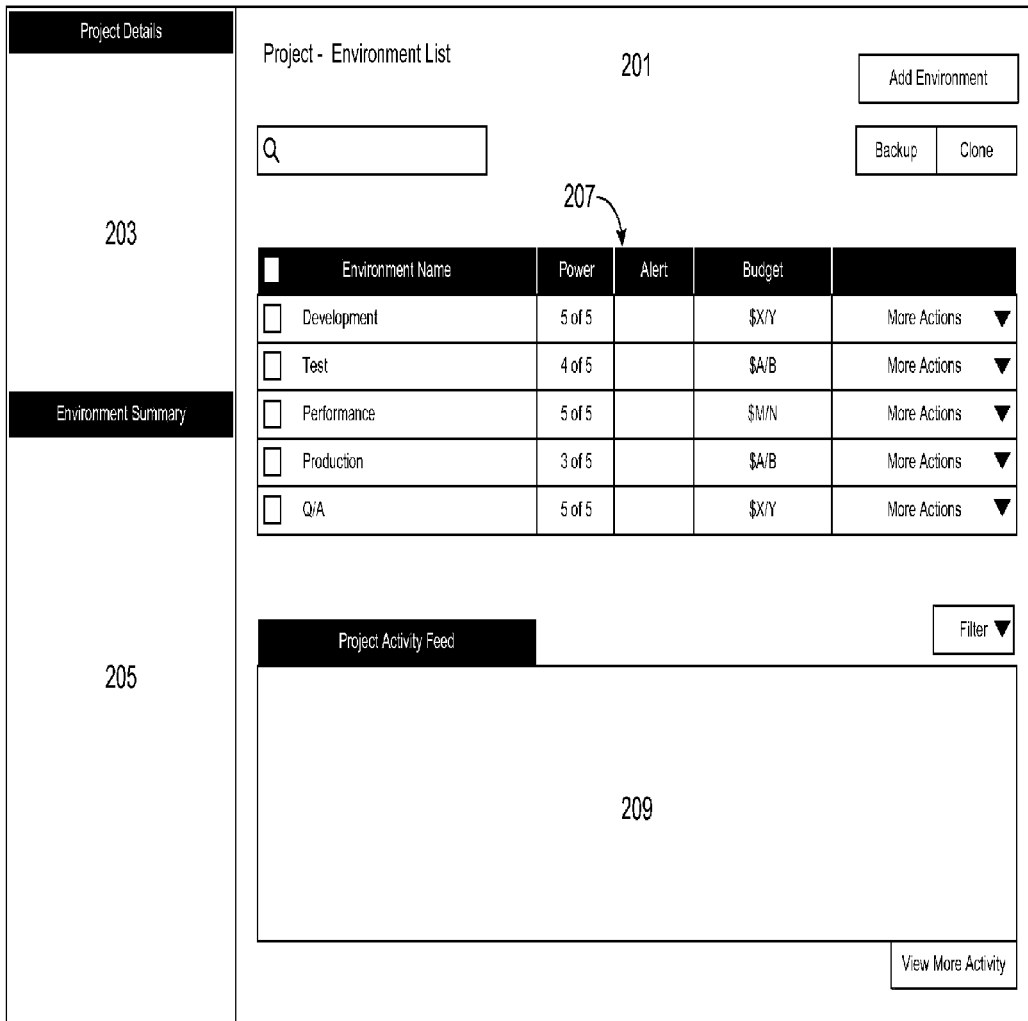 Project Details
203
Environment Summary
205
Project - Environment List
201
Add Environment
Backup Clone
207
Environment Name Power Alert Budget
Development 5 of 5 $X/Y More Actions
Test 4 of 5 $A/B More Actions
Performance 5 of 5 $M/N More Actions
Production 3 of 5 $A/B More Actions
Q/A 5 of 5 $X/Y More Actions
Project Activity Feed
Filter
209
View More Activity